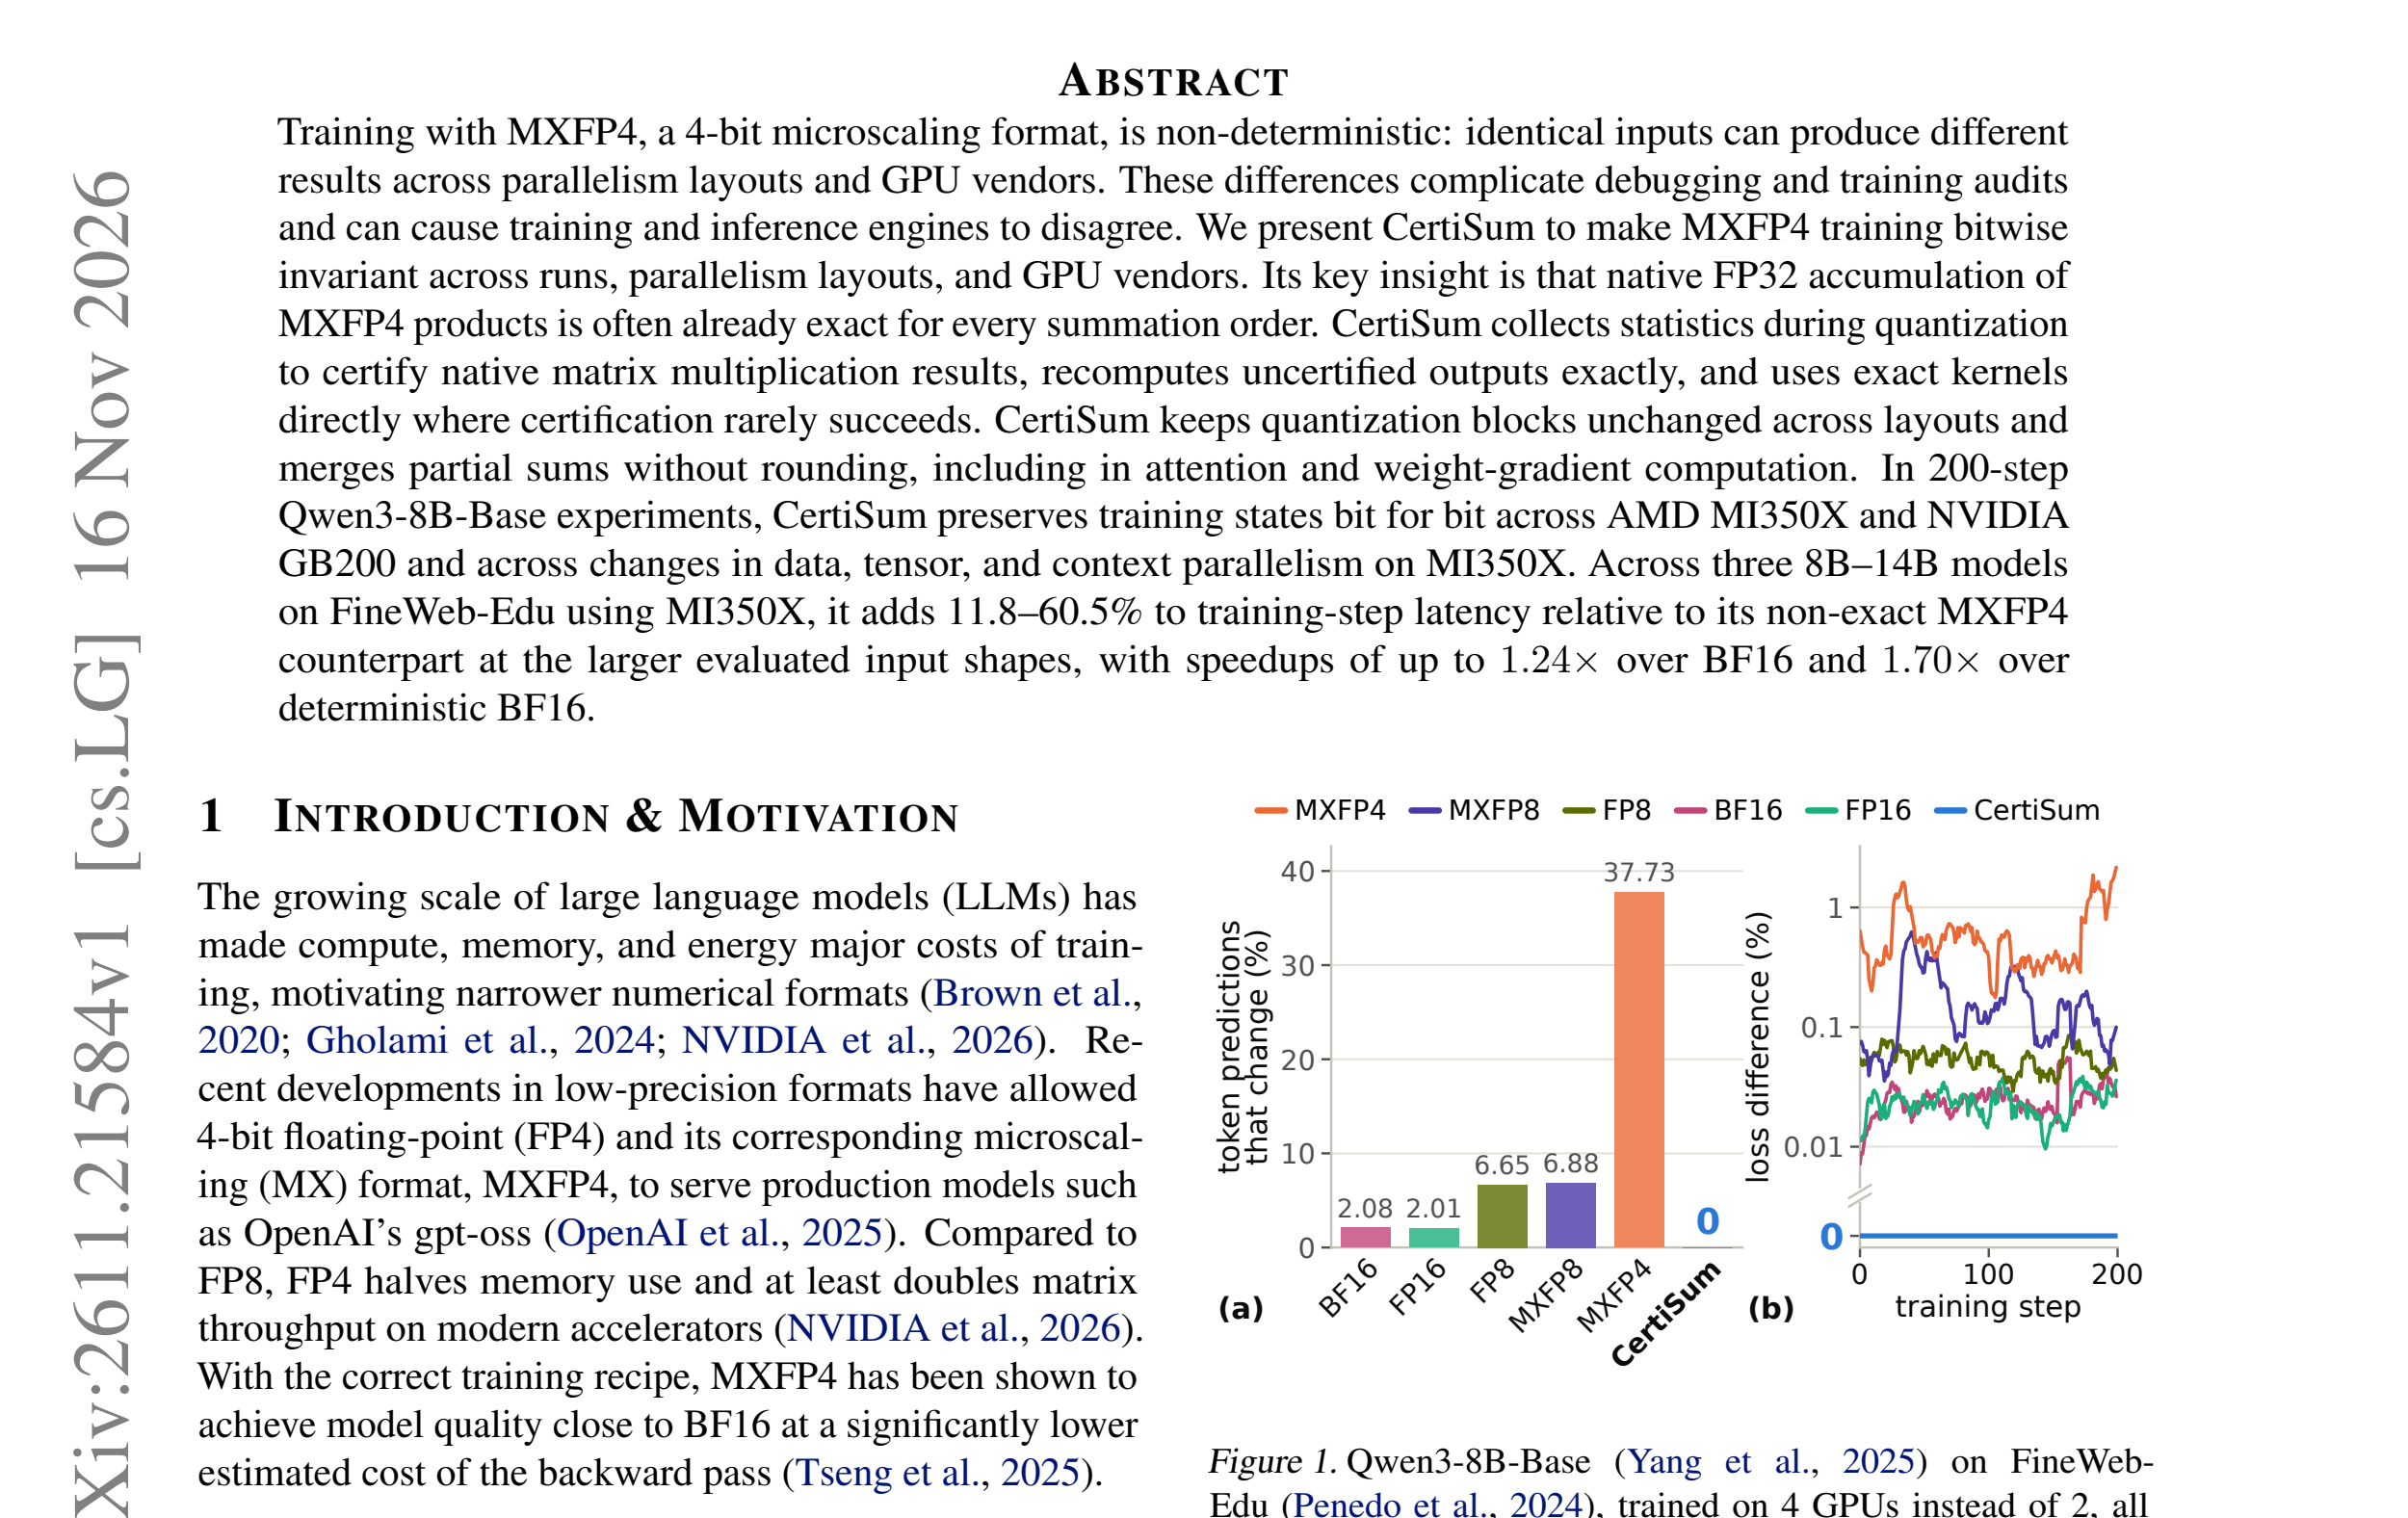 ABSTRACT
Training with MXFP4, a 4-bit microscaling format, is non-deterministic: identical inputs can produce different
results across parallelism layouts and GPU vendors. These differences complicate debugging and training audits
and can cause training and inference engines to disagree. We present CertiSum to make MXFP4 training bitwise
invariant across runs, parallelism layouts, and GPU vendors. Its key insight is that native FP32 accumulation of
MXFP4 products is often already exact for every summation order. CertiSum collects statistics during quantization
to certify native matrix multiplication results, recomputes uncertified outputs exactly, and uses exact kernels
directly where certification rarely succeeds. CertiSum keeps quantization blocks unchanged across layouts and
merges partial sums without rounding, including in attention and weight-gradient computation. In 200-step
Qwen3-8B-Base experiments, CertiSum preserves training states bit for bit across AMD MI350X and NVIDIA
GB200 and across changes in data, tensor, and context parallelism on MI350X. Across three 8B–14B models
on FineWeb-Edu using MI350X, it adds 11.8–60.5% to training-step latency relative to its non-exact MXFP4
counterpart at the larger evaluated input shapes, with speedups of up to 1.24× over BF16 and 1.70× over
deterministic BF16.
Xiv:2611.21584v1 [cs.LG] 16 Nov 2026
1 INTRODUCTION & MOTIVATION
The growing scale of large language models (LLMs) has
made compute, memory, and energy major costs of train-
ing, motivating narrower numerical formats (Brown et al.,
2020; Gholami et al., 2024; NVIDIA et al., 2026). Re-
cent developments in low-precision formats have allowed
4-bit floating-point (FP4) and its corresponding microscal-
ing (MX) format, MXFP4, to serve production models such
as OpenAI's gpt-oss (OpenAI et al., 2025). Compared to
FP8, FP4 halves memory use and at least doubles matrix
throughput on modern accelerators (NVIDIA et al., 2026).
With the correct training recipe, MXFP4 has been shown to
achieve model quality close to BF16 at a significantly lower
estimated cost of the backward pass (Tseng et al., 2025).
MXFP4 MXFP8 FP8 BF16 FP16 CertiSum
token predictions
that change (%)
40
30
20
10
0
2.08 2.01 6.65 6.88 37.73 0
BF16 FP16 FP8 MXFP8 MXFP4 CertiSum
(a)
loss difference (%)
1
0.1
0.01
0
0 100 200
training step
(b)
Figure 1. Qwen3-8B-Base (Yang et al., 2025) on FineWeb-
Edu (Penedo et al., 2024), trained on 4 GPUs instead of 2, all